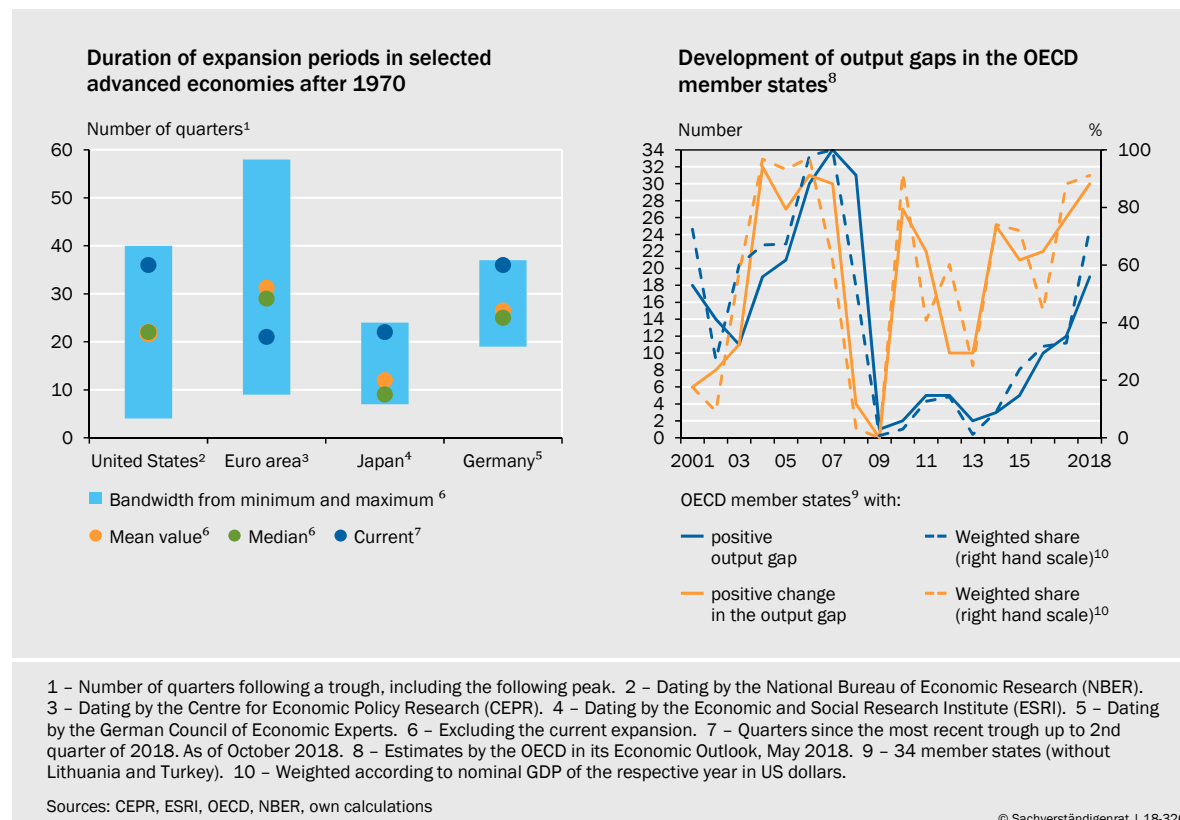 Duration of expansion periods in selected
advanced economies after 1970
Number of quarters¹
60
50
40
30
20
10
0
United States²
Euro area³
Japan⁴
Germany⁵
Bandwidth from minimum and maximum ⁶
Mean value⁶
Median⁶
Current⁷
Development of output gaps in the OECD
member states⁸
Number
%
34
32
30
28
26
24
22
20
18
16
14
12
10
8
6
4
2
0
100
80
60
40
20
0
2001 03 05 07 09 11 13 15 2018
OECD member states⁹ with:
positive
output gap
Weighted share
(right hand scale)¹⁰
positive change
in the output gap
Weighted share
(right hand scale)¹⁰
1 – Number of quarters following a trough, including the following peak. 2 – Dating by the National Bureau of Economic Research (NBER).
3 – Dating by the Centre for Economic Policy Research (CEPR). 4 – Dating by the Economic and Social Research Institute (ESRI). 5 – Dating
by the German Council of Economic Experts. 6 – Excluding the current expansion. 7 – Quarters since the most recent trough up to 2nd
quarter of 2018. As of October 2018. 8 – Estimates by the OECD in its Economic Outlook, May 2018. 9 – 34 member states (without
Lithuania and Turkey). 10 – Weighted according to nominal GDP of the respective year in US dollars.
Sources: CEPR, ESRI, OECD, NBER, own calculations
© Sachverständigenrat | 18-326